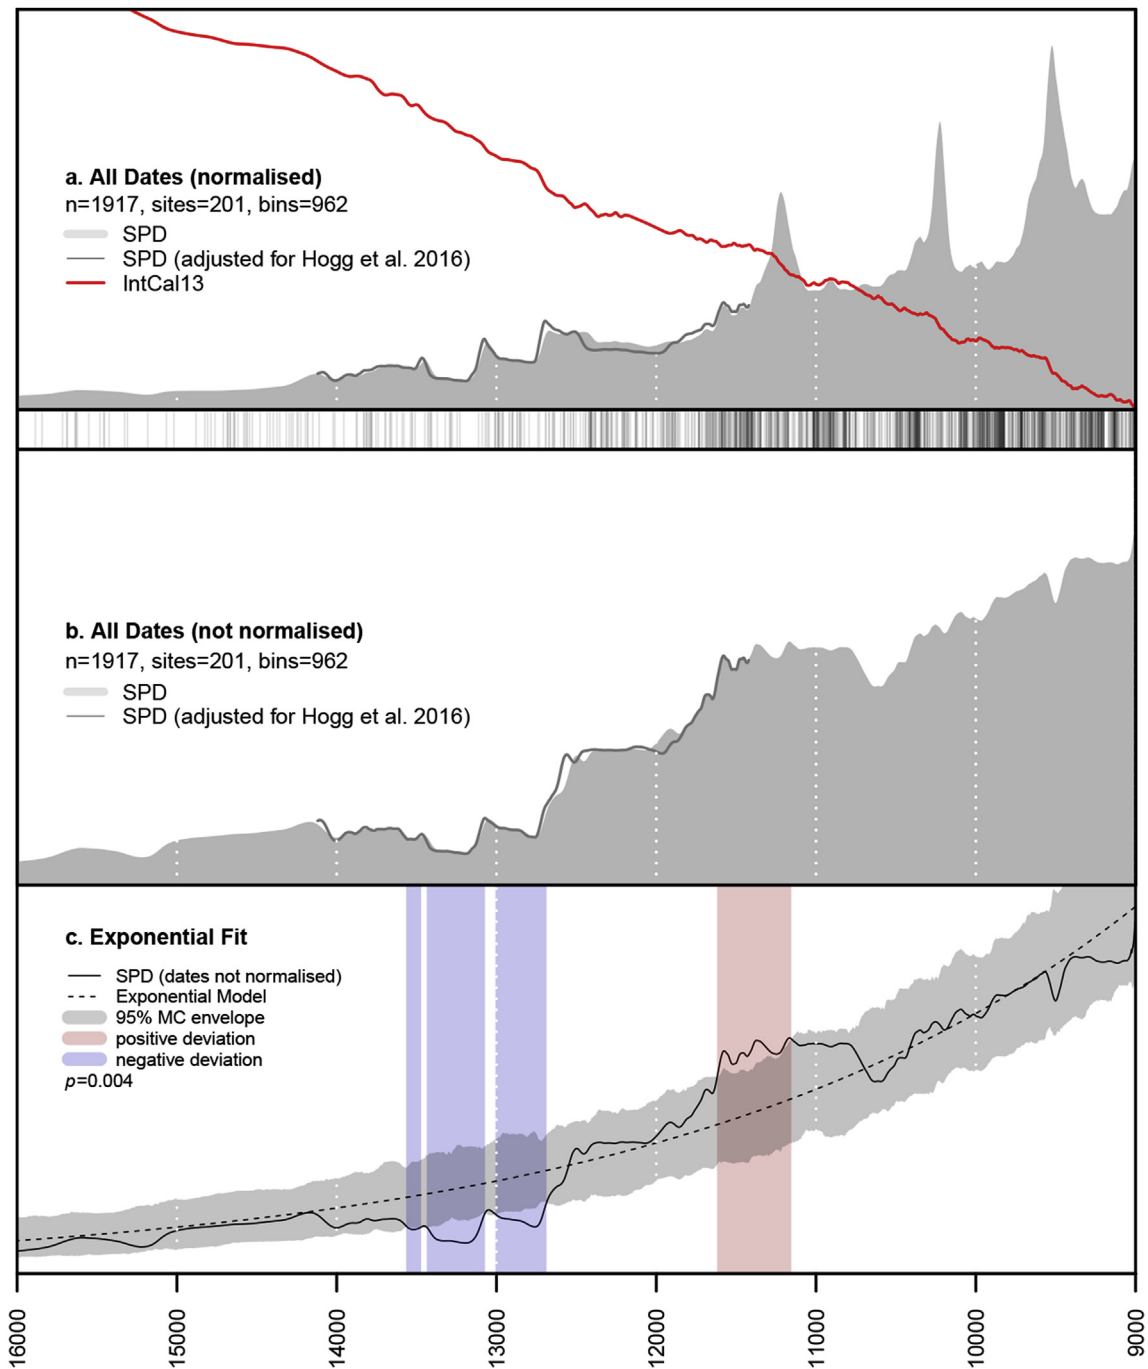 a. All Dates (normalised)
n=1917, sites=201, bins=962
SPD
SPD (adjusted for Hogg et al. 2016)
IntCal13
b. All Dates (not normalised)
n=1917, sites=201, bins=962
SPD
SPD (adjusted for Hogg et al. 2016)
c. Exponential Fit
SPD (dates not normalised)
Exponential Model
95% MC envelope
positive deviation
negative deviation
p=0.004
16000
15000
14000
13000
12000
11000
10000
9000